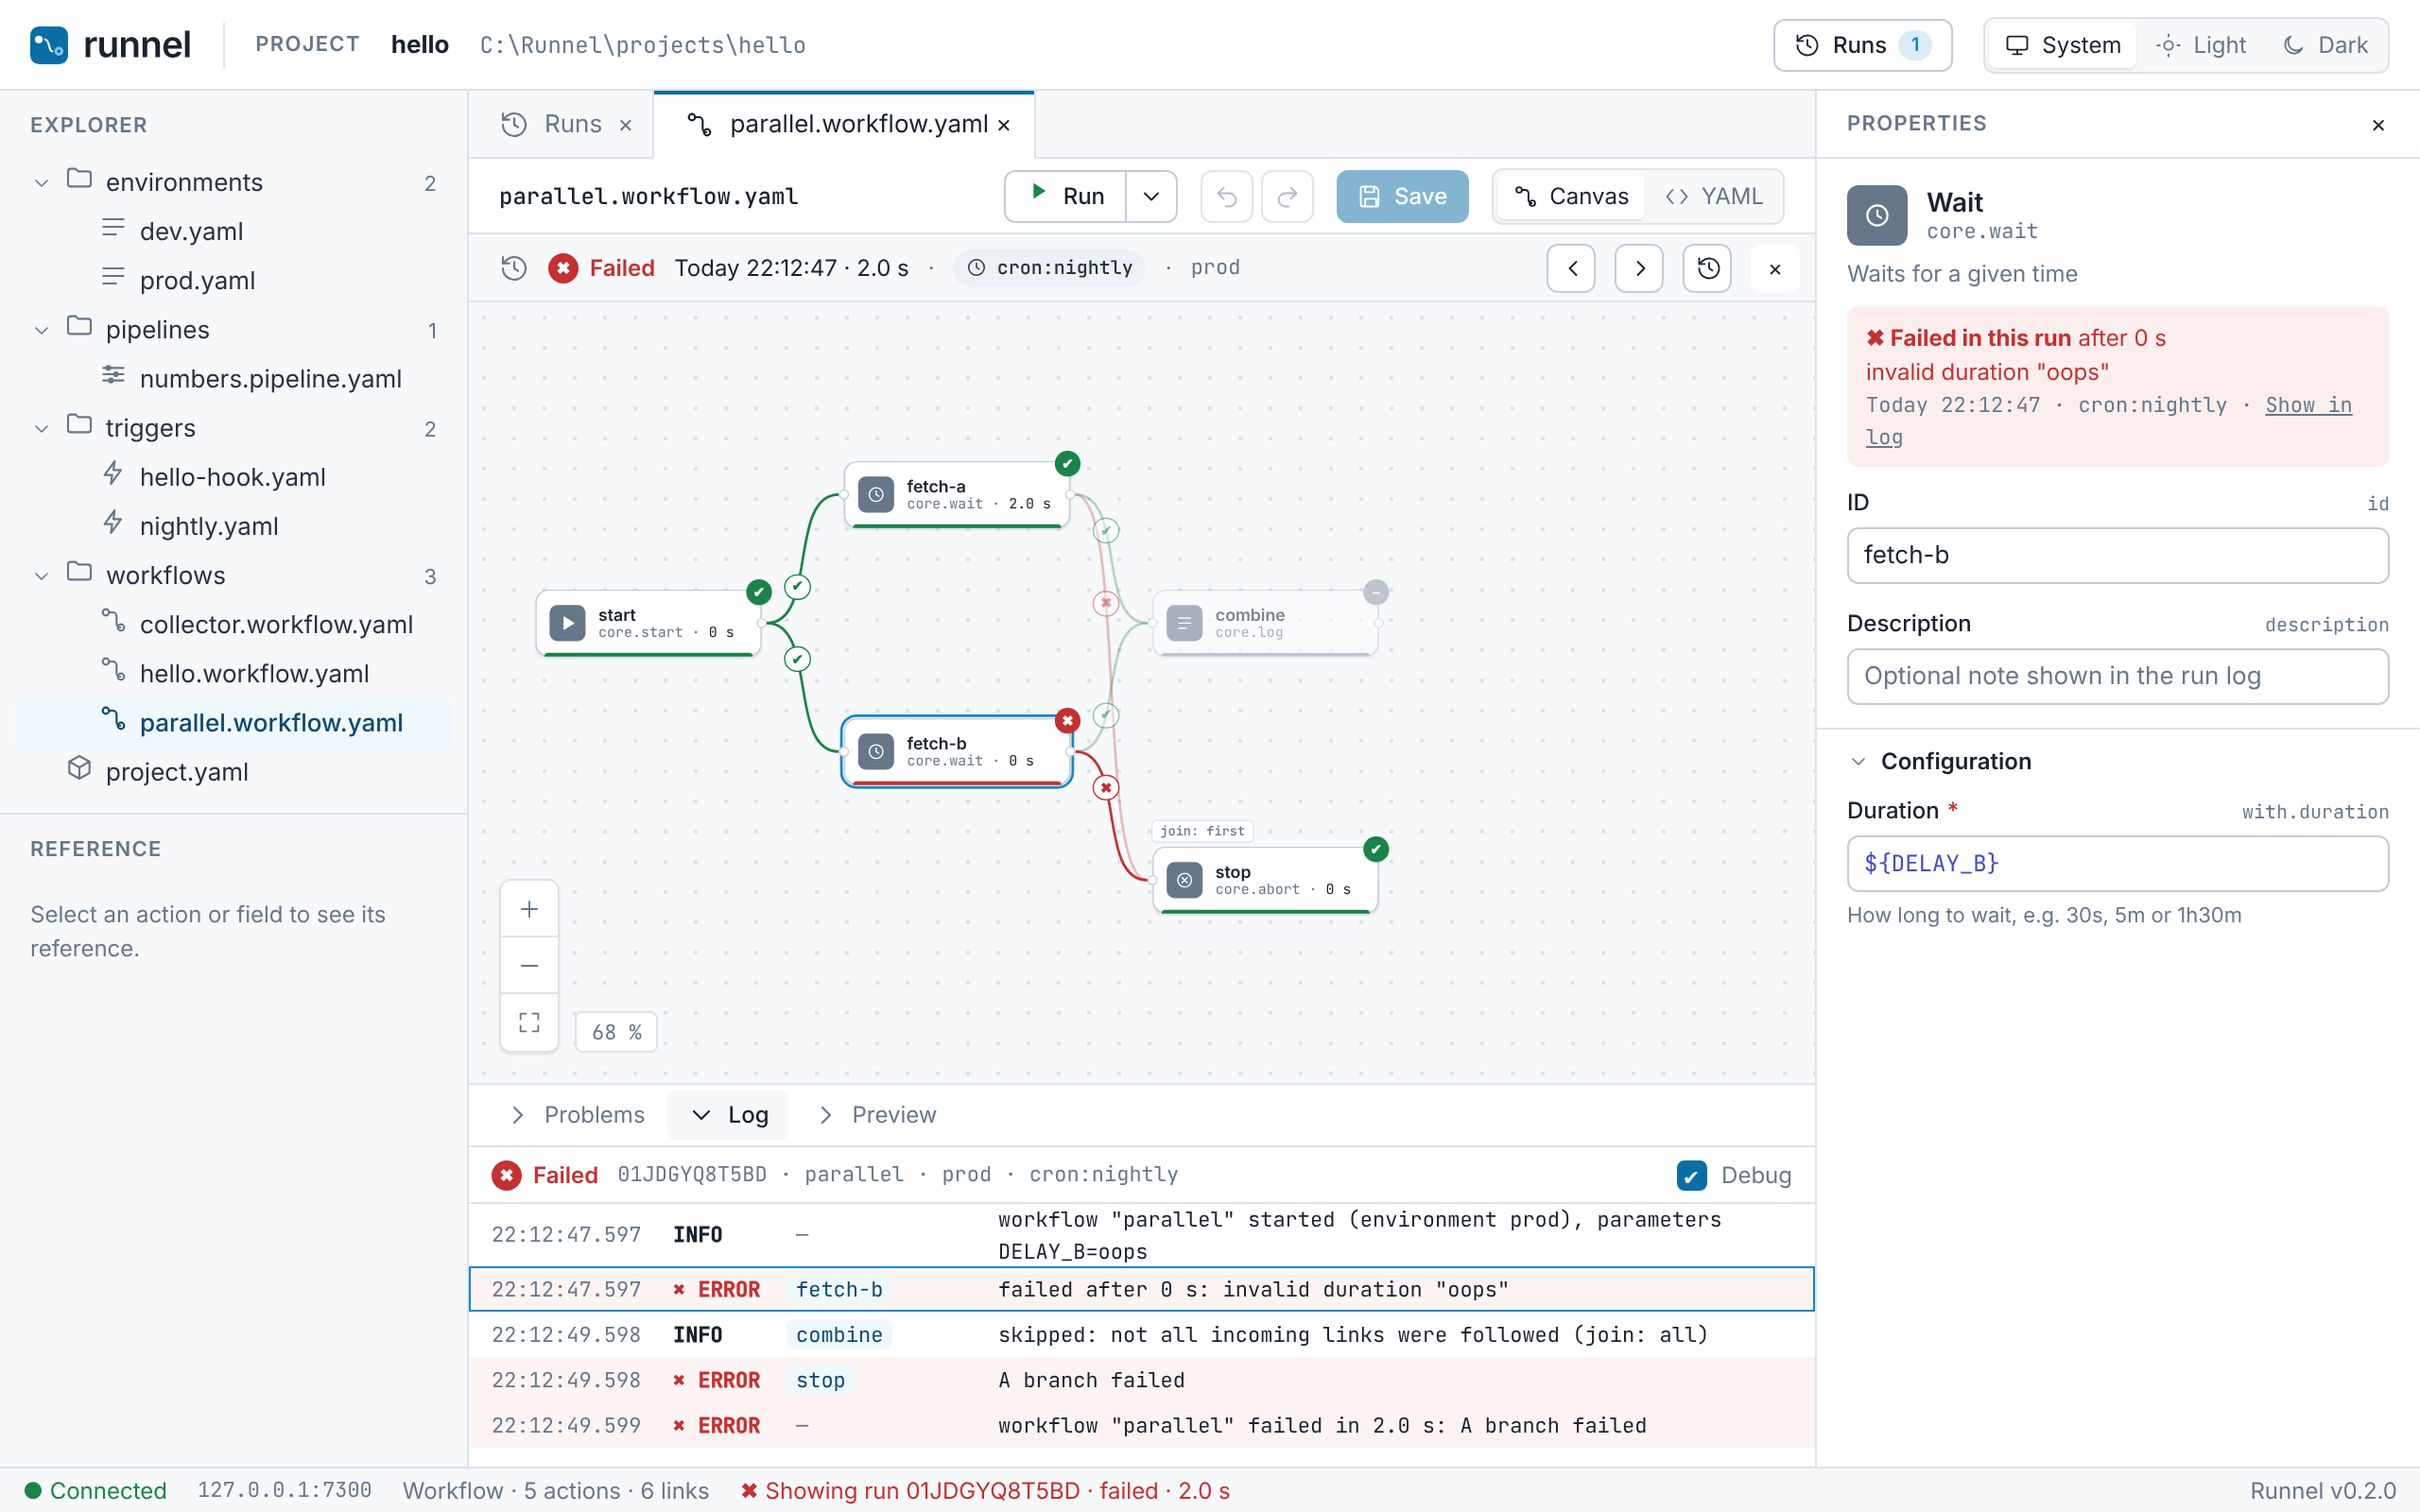 runnel
PROJECT hello C:\Runnel\projects\hello
Runs 1
System Light Dark
EXPLORER
environments 2
dev.yaml
prod.yaml
pipelines 1
numbers.pipeline.yaml
triggers 2
hello-hook.yaml
nightly.yaml
workflows 3
collector.workflow.yaml
hello.workflow.yaml
parallel.workflow.yaml
project.yaml
REFERENCE
Select an action or field to see its
reference.
Runs × parallel.workflow.yaml ×
parallel.workflow.yaml Run Save Canvas YAML
Failed Today 22:12:47 · 2.0 s · cron:nightly · prod
fetch-a
core.wait · 2.0 s
start
core.start · 0 s
combine
core.log
fetch-b
core.wait · 0 s
join: first
stop
core.abort · 0 s
68 %
Problems Log Preview
Failed 01JDGYQ8T5BD · parallel · prod · cron:nightly Debug
22:12:47.597 INFO — workflow "parallel" started (environment prod), parameters
DELAY_B=oops
22:12:47.597 ✖ ERROR fetch-b failed after 0 s: invalid duration "oops"
22:12:49.598 INFO combine skipped: not all incoming links were followed (join: all)
22:12:49.598 ✖ ERROR stop A branch failed
22:12:49.599 ✖ ERROR — workflow "parallel" failed in 2.0 s: A branch failed
PROPERTIES ×
Wait
core.wait
Waits for a given time
✖ Failed in this run after 0 s
invalid duration "oops"
Today 22:12:47 · cron:nightly · Show in
log
ID id
fetch-b
Description description
Optional note shown in the run log
Configuration
Duration * with.duration
${DELAY_B}
How long to wait, e.g. 30s, 5m or 1h30m
Connected 127.0.0.1:7300 Workflow · 5 actions · 6 links ✖ Showing run 01JDGYQ8T5BD · failed · 2.0 s Runnel v0.2.0